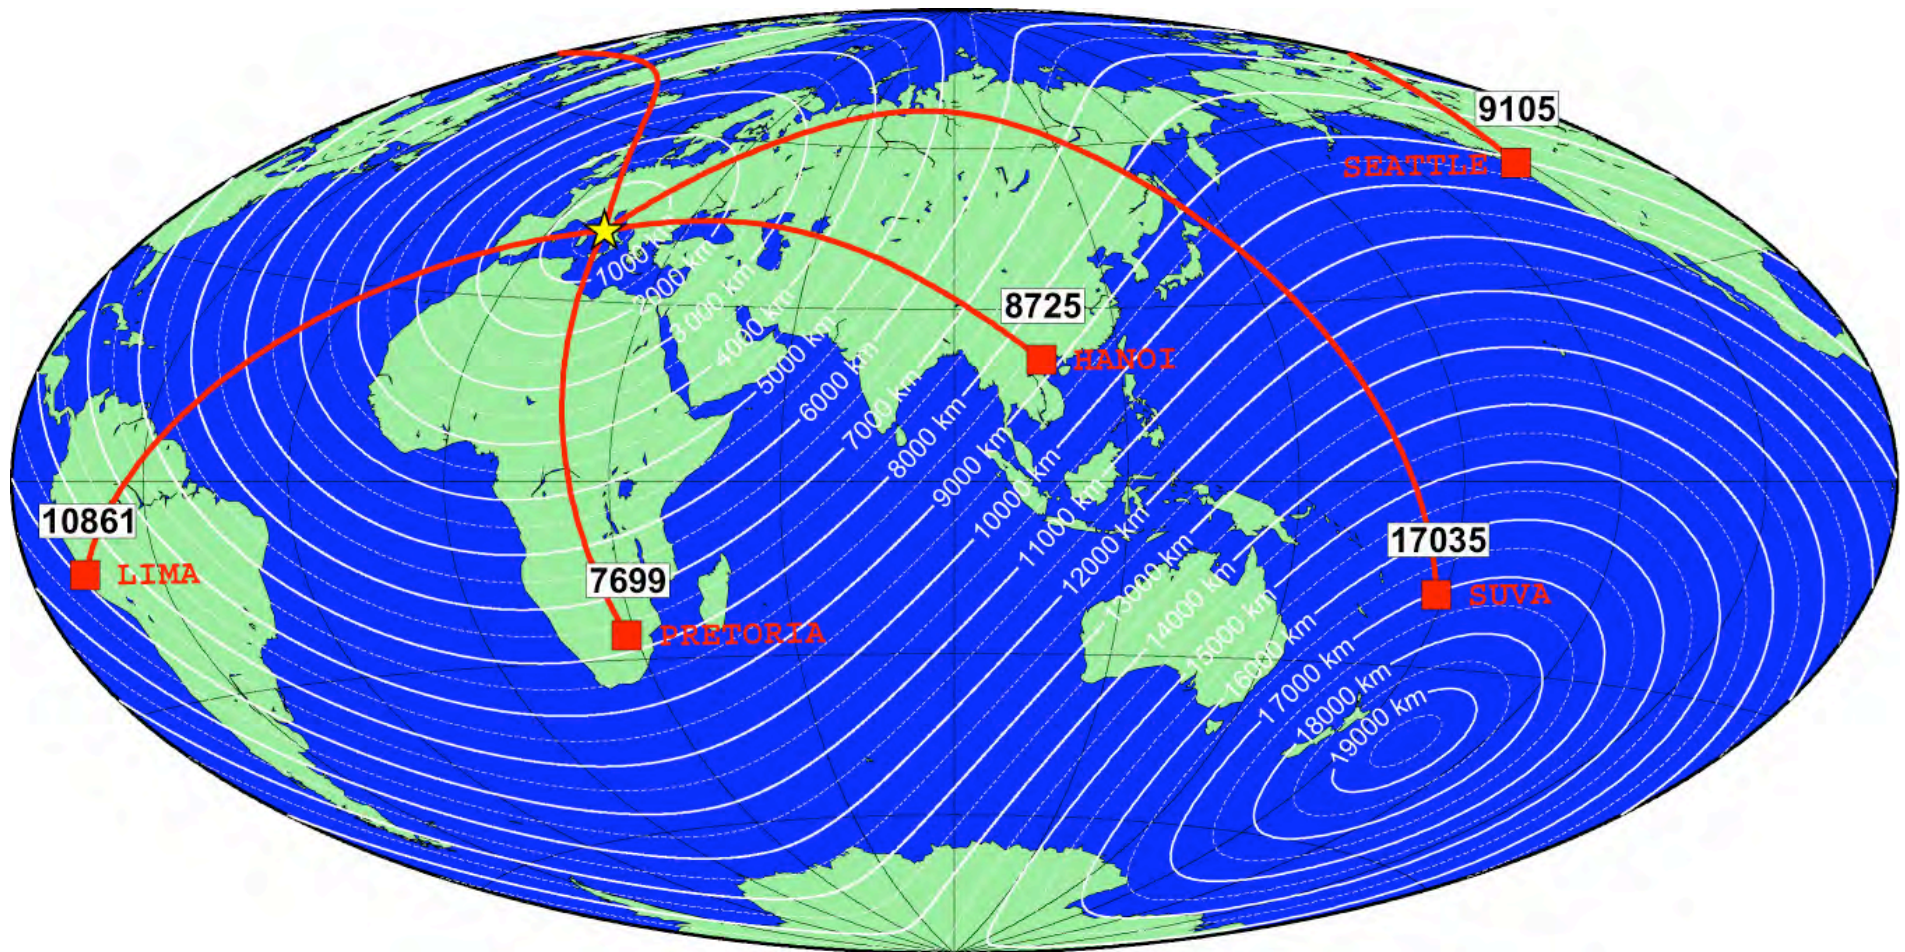 9105
SEATTLE
1000 km
2000 km
3000 km
4000 km
5000 km
6000 km
7000 km
8000 km
9000 km
10000 km
11000 km
12000 km
13000 km
14000 km
15000 km
16000 km
17000 km
18000 km
19000 km
8725
HANOI
10861
LIMA
7699
PRETORIA
17035
SUVA